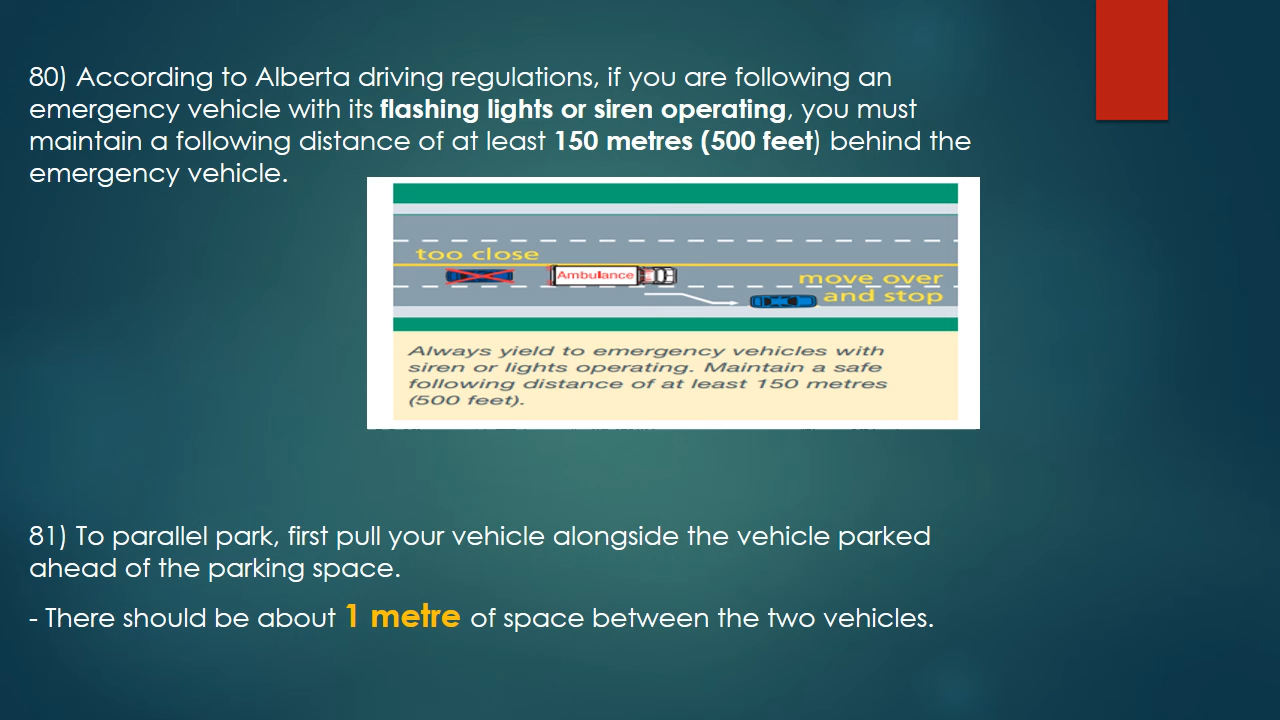 80) According to Alberta driving regulations, if you are following an
emergency vehicle with its flashing lights or siren operating, you must
maintain a following distance of at least 150 metres (500 feet) behind the
emergency vehicle.
too close
Ambulance
move over
and stop
Always yield to emergency vehicles with
siren or lights operating. Maintain a safe
following distance of at least 150 metres
(500 feet).
81) To parallel park, first pull your vehicle alongside the vehicle parked
ahead of the parking space.
- There should be about 1 metre of space between the two vehicles.